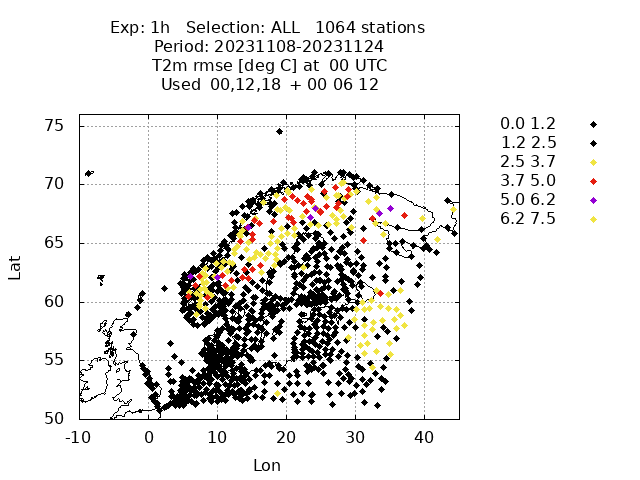 Exp: 1h   Selection: ALL   1064 stations
Period: 20231108-20231124
T2m rmse [deg C] at  00 UTC
Used  00,12,18  + 00 06 12
0.0 1.2
1.2 2.5
2.5 3.7
3.7 5.0
5.0 6.2
6.2 7.5
75
70
65
60
55
50
Lat
-10 0 10 20 30 40
Lon